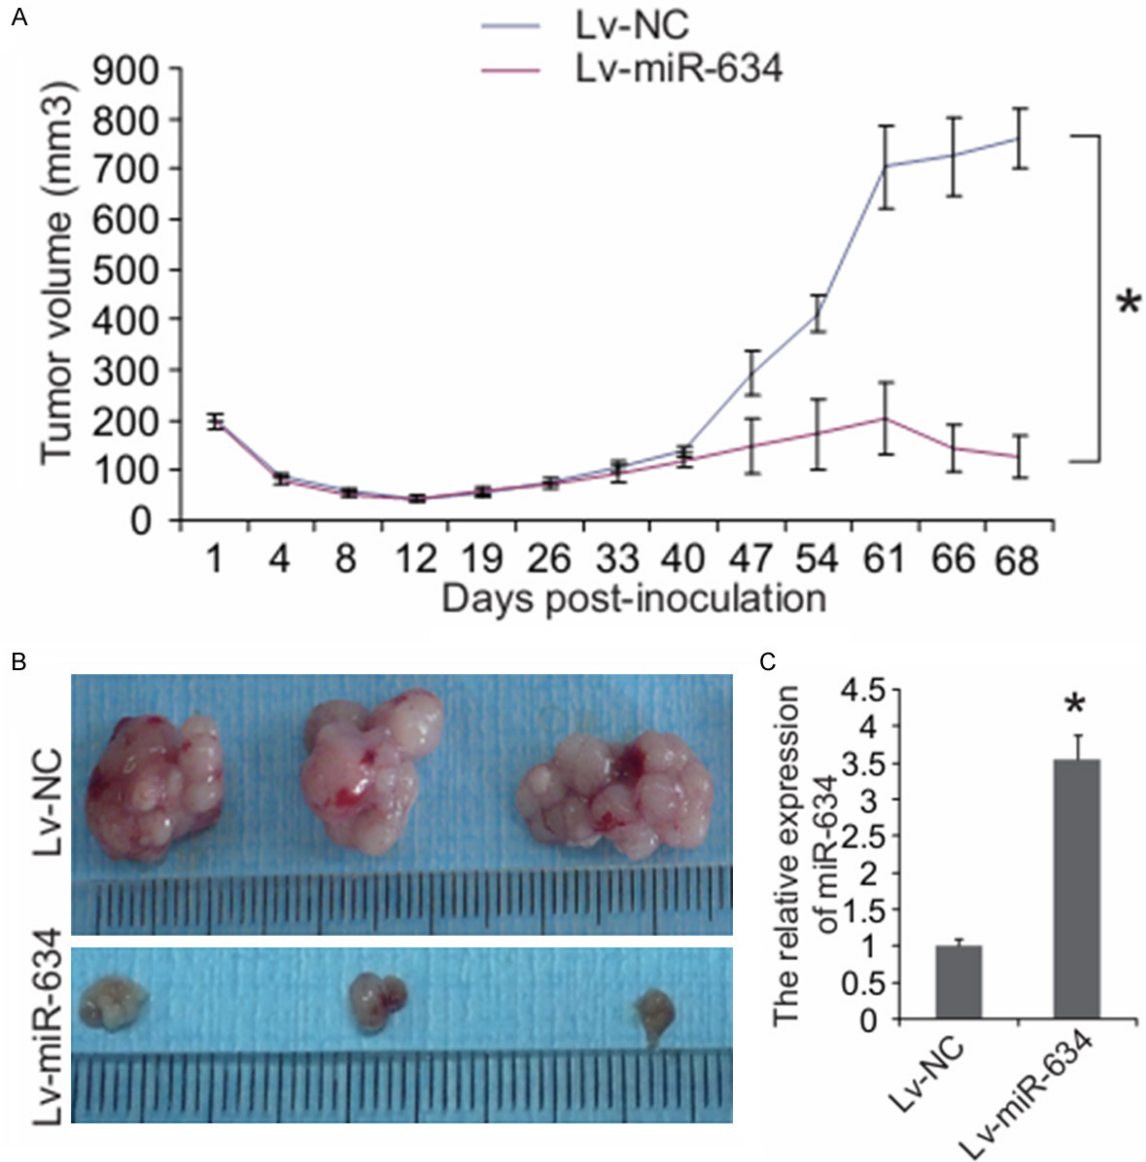 A
Lv-NC
Lv-miR-634
Tumor volume (mm3)
900
800
700
600
500
400
300
200
100
0
*
1 4 8 12 19 26 33 40 47 54 61 66 68
Days post-inoculation
B
Lv-NC
Lv-miR-634
C
The relative expression
of miR-634
4.5
4
3.5
3
2.5
2
1.5
1
0.5
0
*
Lv-NC
Lv-miR-634